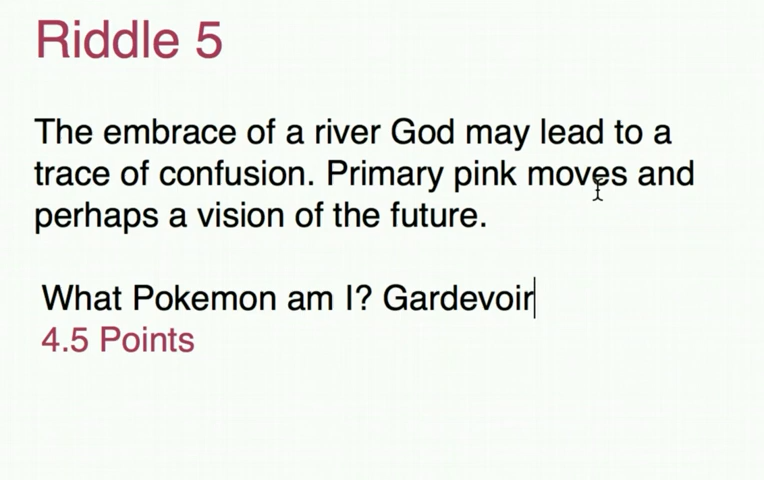 Riddle 5
The embrace of a river God may lead to a
trace of confusion. Primary pink moves and
perhaps a vision of the future.
What Pokemon am I? Gardevoir
4.5 Points